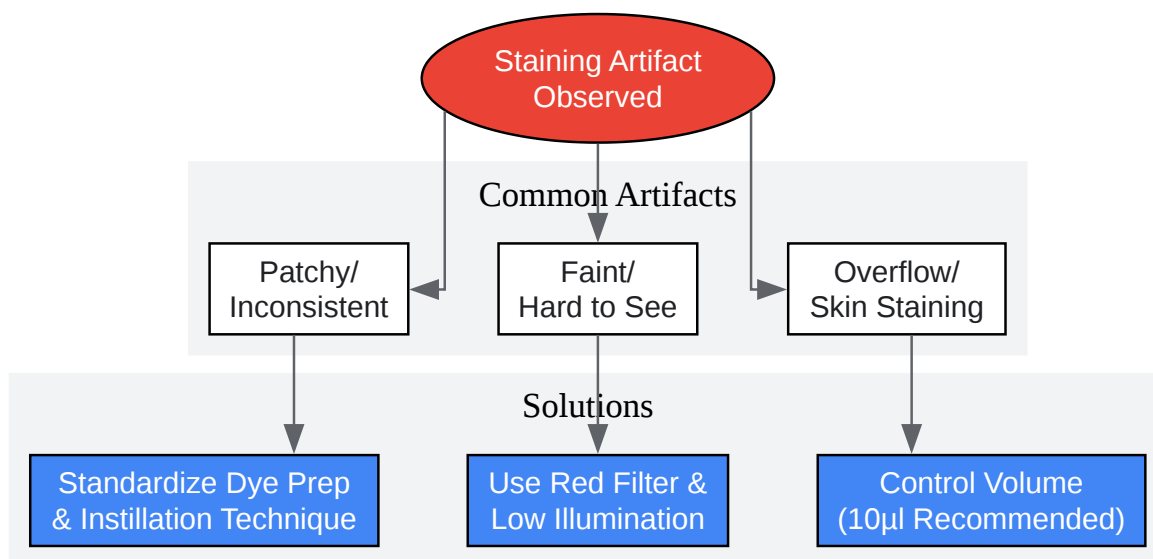 Staining Artifact
Observed
Common Artifacts
Patchy/
Inconsistent
Faint/
Hard to See
Overflow/
Skin Staining
Solutions
Standardize Dye Prep
& Instillation Technique
Use Red Filter &
Low Illumination
Control Volume
(10µl Recommended)